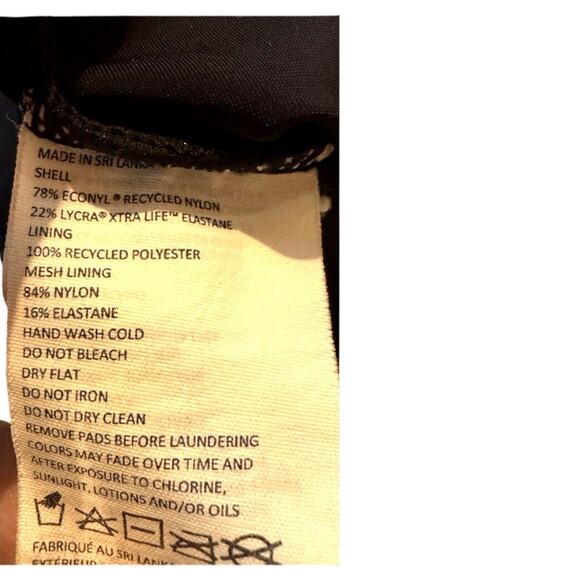 MADE IN SRI LANKA
SHELL
78% ECONYL® RECYCLED NYLON
22% LYCRA® XTRA LIFE™ ELASTANE
LINING
100% RECYCLED POLYESTER
MESH LINING
84% NYLON
16% ELASTANE
HAND WASH COLD
DO NOT BLEACH
DRY FLAT
DO NOT IRON
DO NOT DRY CLEAN
REMOVE PADS BEFORE LAUNDERING
COLORS MAY FADE OVER TIME AND
AFTER EXPOSURE TO CHLORINE,
SUNLIGHT, LOTIONS AND/OR OILS
FABRIQUÉ AU SRI LANKA